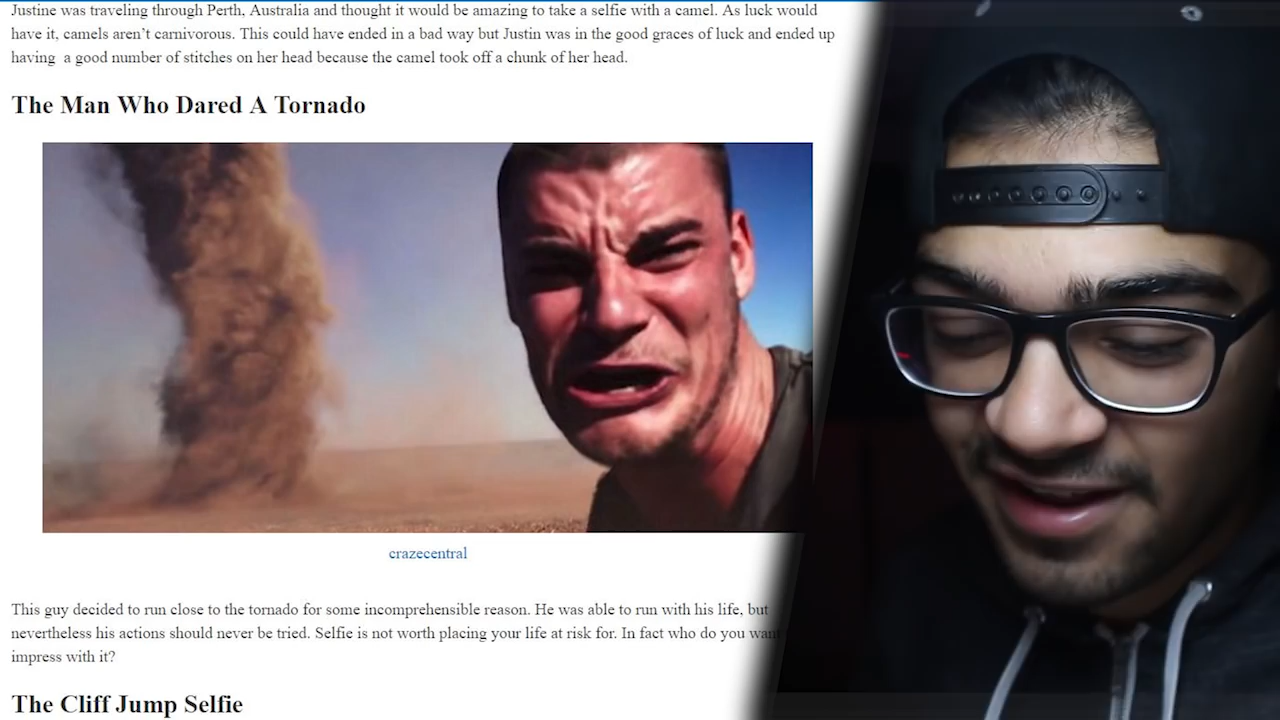 Justine was traveling through Perth, Australia and thought it would be amazing to take a selfie with a camel. As luck would
have it, camels aren’t carnivorous. This could have ended in a bad way but Justin was in the good graces of luck and ended up
having a good number of stitches on her head because the camel took off a chunk of her head.
The Man Who Dared A Tornado
crazecentral
This guy decided to run close to the tornado for some incomprehensible reason. He was able to run with his life, but
nevertheless his actions should never be tried. Selfie is not worth placing your life at risk for. In fact who do you want
impress with it?
The Cliff Jump Selfie